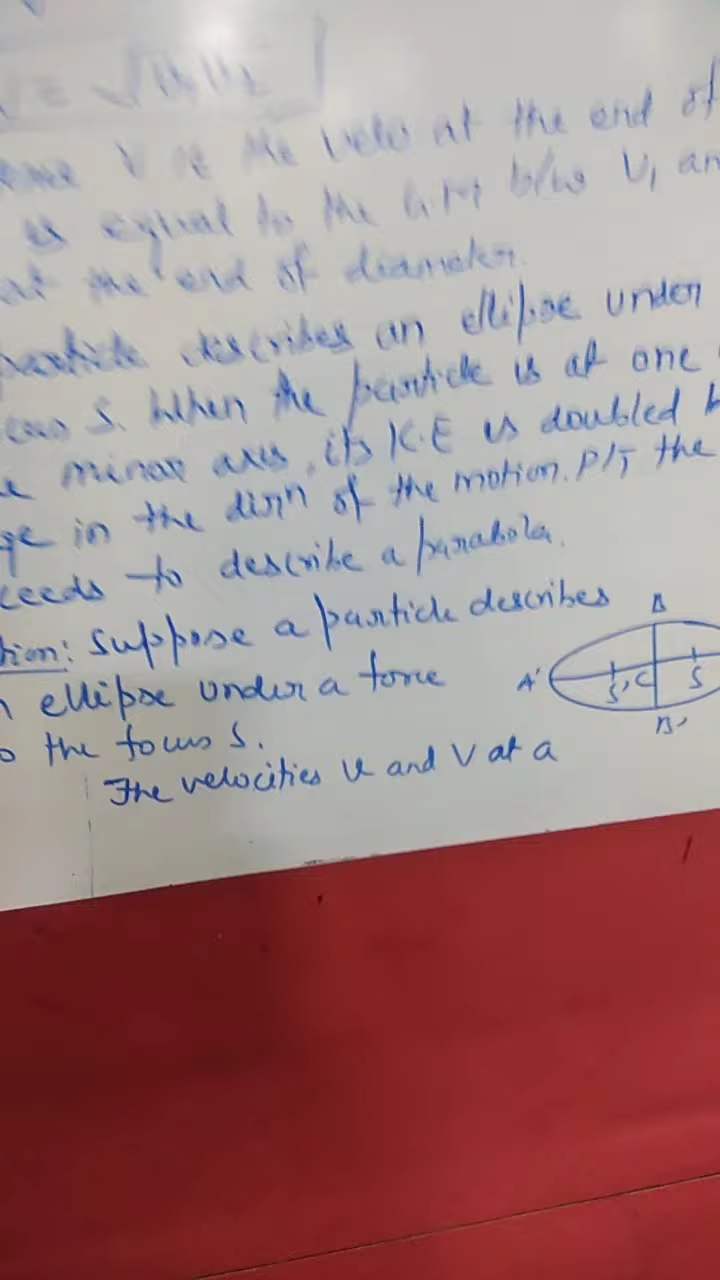 V = √V₁V₂
V is the velo at the end of
is equal to the G.M b/w V₁ an
at the end of diameter.
particle describes an ellipse under
ocus S. When the particle is at one
e minor axis, its K.E is doubled b
ge in the dirⁿ of the motion. P/T the
ceeds to describe a parabola.
tion: Suppose a particle describes
n ellipse under a force
o the focus S.
The velocities u and V at a
B
A' S' C S
B'